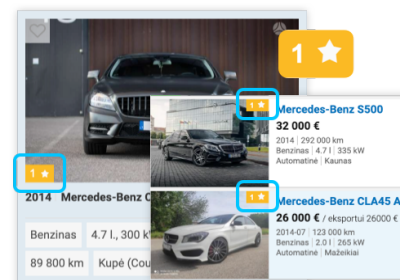 1
1
Mercedes-Benz S500
32 000 €
2014 | 292 000 km
Benzinas | 4.7 l | 335 kW
Automatinė | Kaunas
1
2014 Mercedes-Benz C
Benzinas
4.7 l., 300 k
89 800 km
Kupė (Cou
1
Mercedes-Benz CLA45 A
26 000 € / eksportui 26000 €
2014-07 | 123 000 km
Benzinas | 2.0 l | 265 kW
Automatinė | Mažeikiai